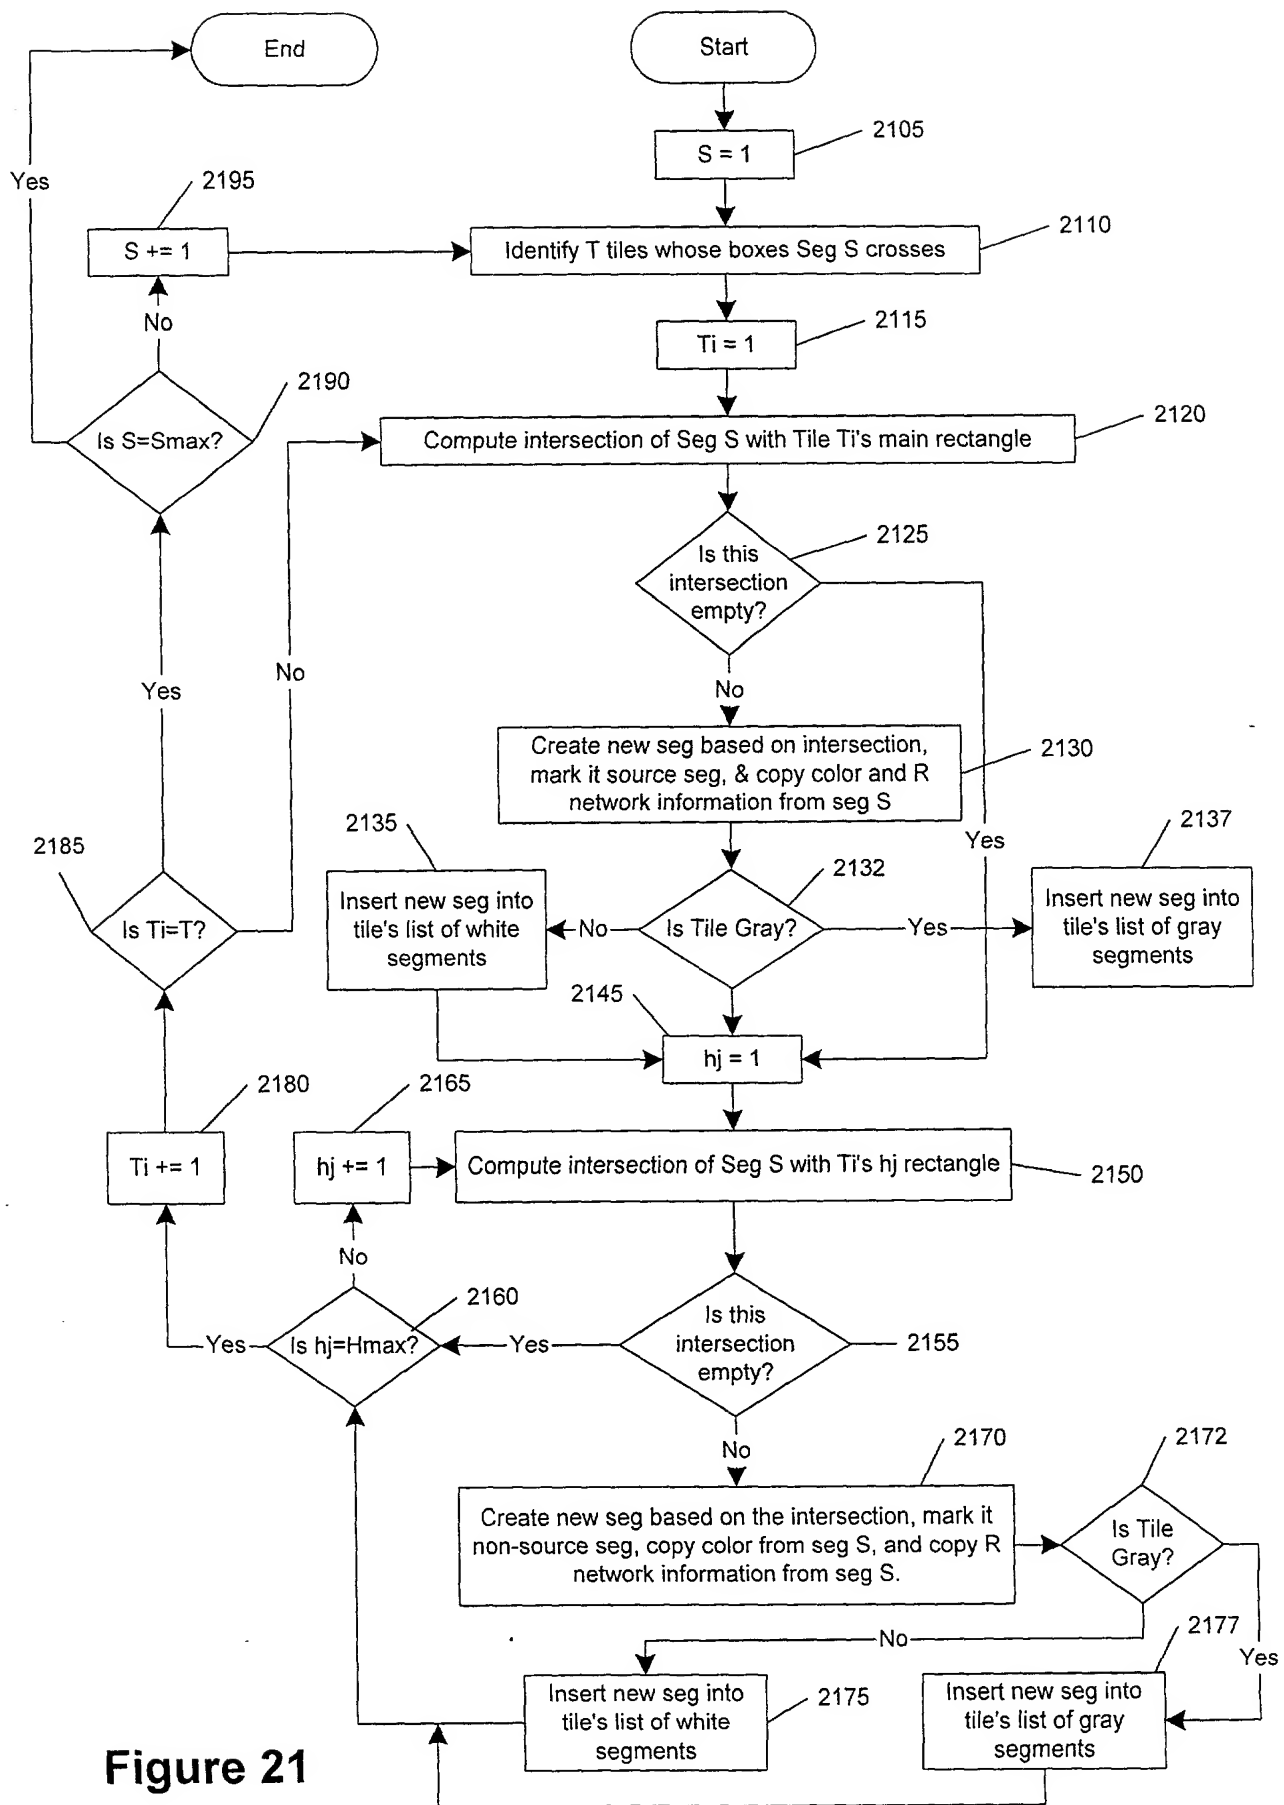 End
Start
2105
S = 1
Yes
2195
S += 1
2110
Identify T tiles whose boxes Seg S crosses
No
2115
Ti = 1
2190
Is S=Smax?
2120
Compute intersection of Seg S with Tile Ti's main rectangle
2125
Is this
intersection
empty?
No
Yes
No
2130
Create new seg based on intersection,
mark it source seg, & copy color and R
network information from seg S
Yes
2135
2137
2185
2132
Insert new seg into
tile's list of white
segments
No
Is Tile Gray?
Yes
Insert new seg into
tile's list of gray
segments
Is Ti=T?
2145
hj = 1
2180
2165
Ti += 1
hj += 1
Compute intersection of Seg S with Ti's hj rectangle
2150
No
2160
Yes
Is hj=Hmax?
Yes
Is this
intersection
empty?
2155
No
2170
2172
Create new seg based on the intersection, mark it
non-source seg, copy color from seg S, and copy R
network information from seg S.
Is Tile
Gray?
No
2177
Yes
Insert new seg into
tile's list of white
segments
2175
Insert new seg into
tile's list of gray
segments
Figure 21